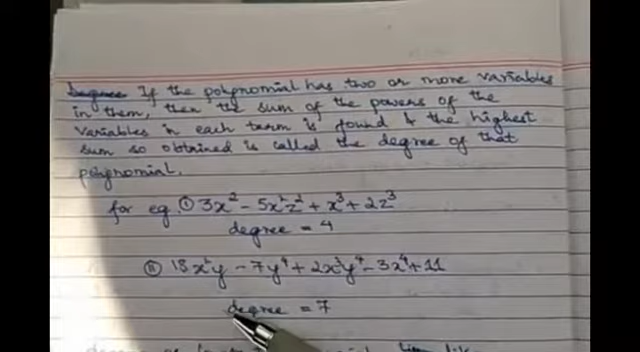 Degree If the polynomial has two or more variables
in them, then the sum of the powers of the
variables in each term is found & the highest
sum so obtained is called the degree of that
polynomial.
for eg. ① 3x² - 5x²z² + x³ + 2z³
degree = 4
② 18x²y - 7y⁴ + 2x³y⁴ - 3x⁴ + 11
degree = 7